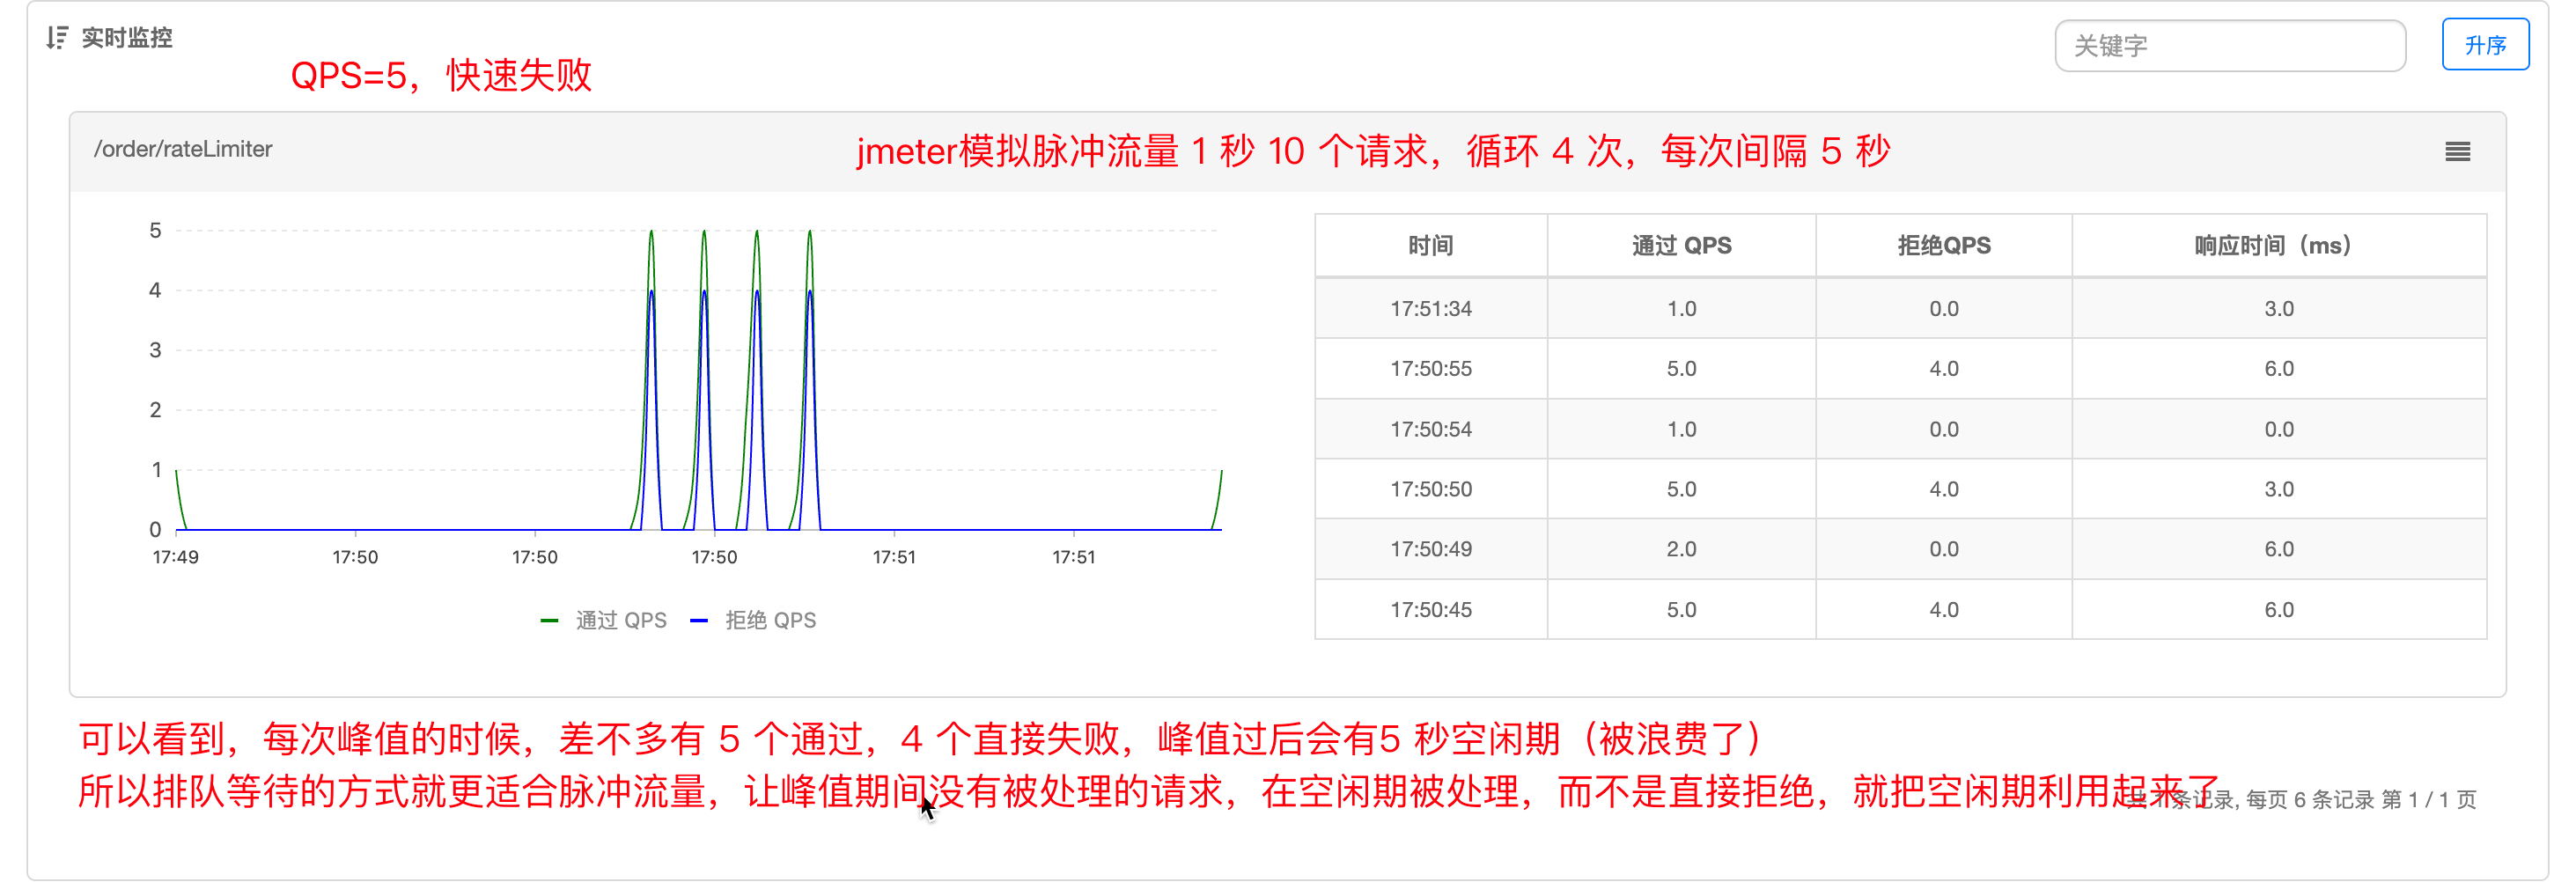 实时监控
关键字
升序
QPS=5，快速失败
/order/rateLimiter
jmeter模拟脉冲流量 1 秒 10 个请求，循环 4 次，每次间隔 5 秒
5
4
3
2
1
0
17:49 17:50 17:50 17:50 17:51 17:51
通过 QPS 拒绝 QPS
时间 通过 QPS 拒绝QPS 响应时间（ms）
17:51:34 1.0 0.0 3.0
17:50:55 5.0 4.0 6.0
17:50:54 1.0 0.0 0.0
17:50:50 5.0 4.0 3.0
17:50:49 2.0 0.0 6.0
17:50:45 5.0 4.0 6.0
可以看到，每次峰值的时候，差不多有 5 个通过，4 个直接失败，峰值过后会有5 秒空闲期（被浪费了）
所以排队等待的方式就更适合脉冲流量，让峰值期间没有被处理的请求，在空闲期被处理，而不是直接拒绝，就把空闲期利用起来了
共 1 条记录, 每页 6 条记录 第 1 / 1 页